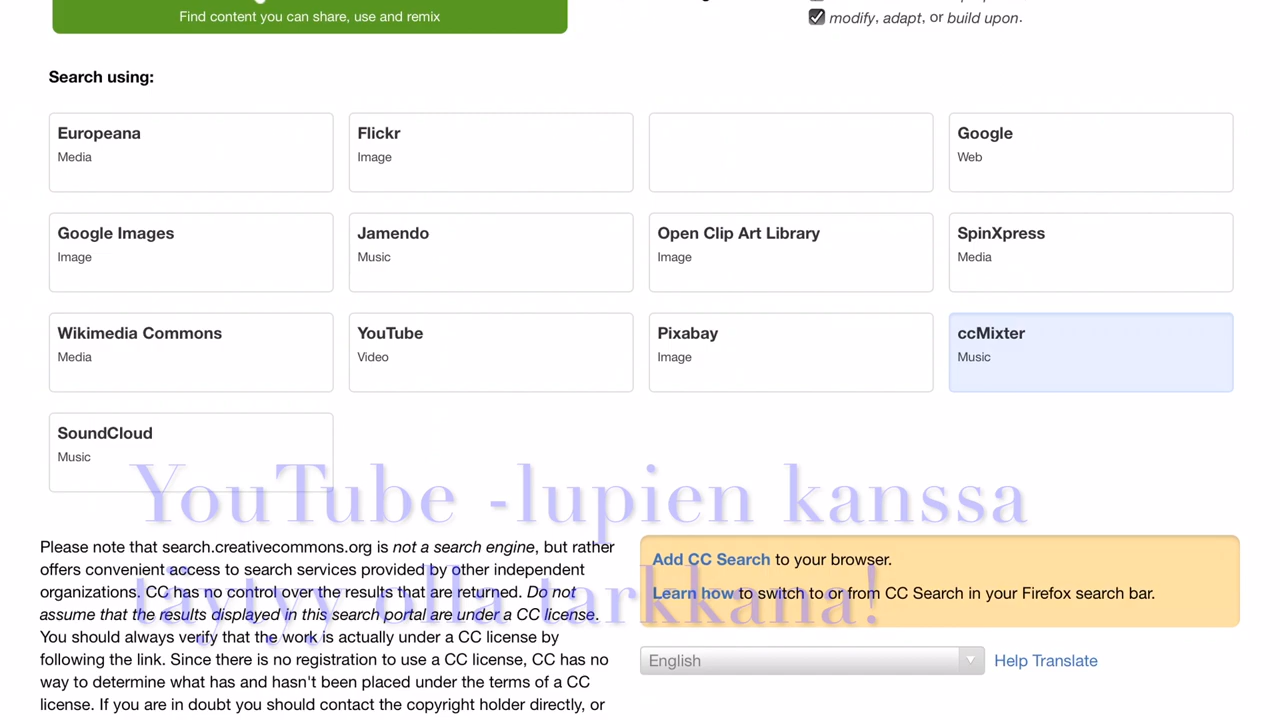 Find content you can share, use and remix
modify, adapt, or build upon.
Search using:
Europeana
Media
Flickr
Image
Google
Web
Google Images
Image
Jamendo
Music
Open Clip Art Library
Image
SpinXpress
Media
Wikimedia Commons
Media
YouTube
Video
Pixabay
Image
ccMixter
Music
SoundCloud
Music
YouTube -lupien kanssa
täytyy olla tarkkana!
Please note that search.creativecommons.org is not a search engine, but rather
offers convenient access to search services provided by other independent
organizations. CC has no control over the results that are returned. Do not
assume that the results displayed in this search portal are under a CC license.
You should always verify that the work is actually under a CC license by
following the link. Since there is no registration to use a CC license, CC has no
way to determine what has and hasn't been placed under the terms of a CC
license. If you are in doubt you should contact the copyright holder directly, or
Add CC Search to your browser.
Learn how to switch to or from CC Search in your Firefox search bar.
English
Help Translate